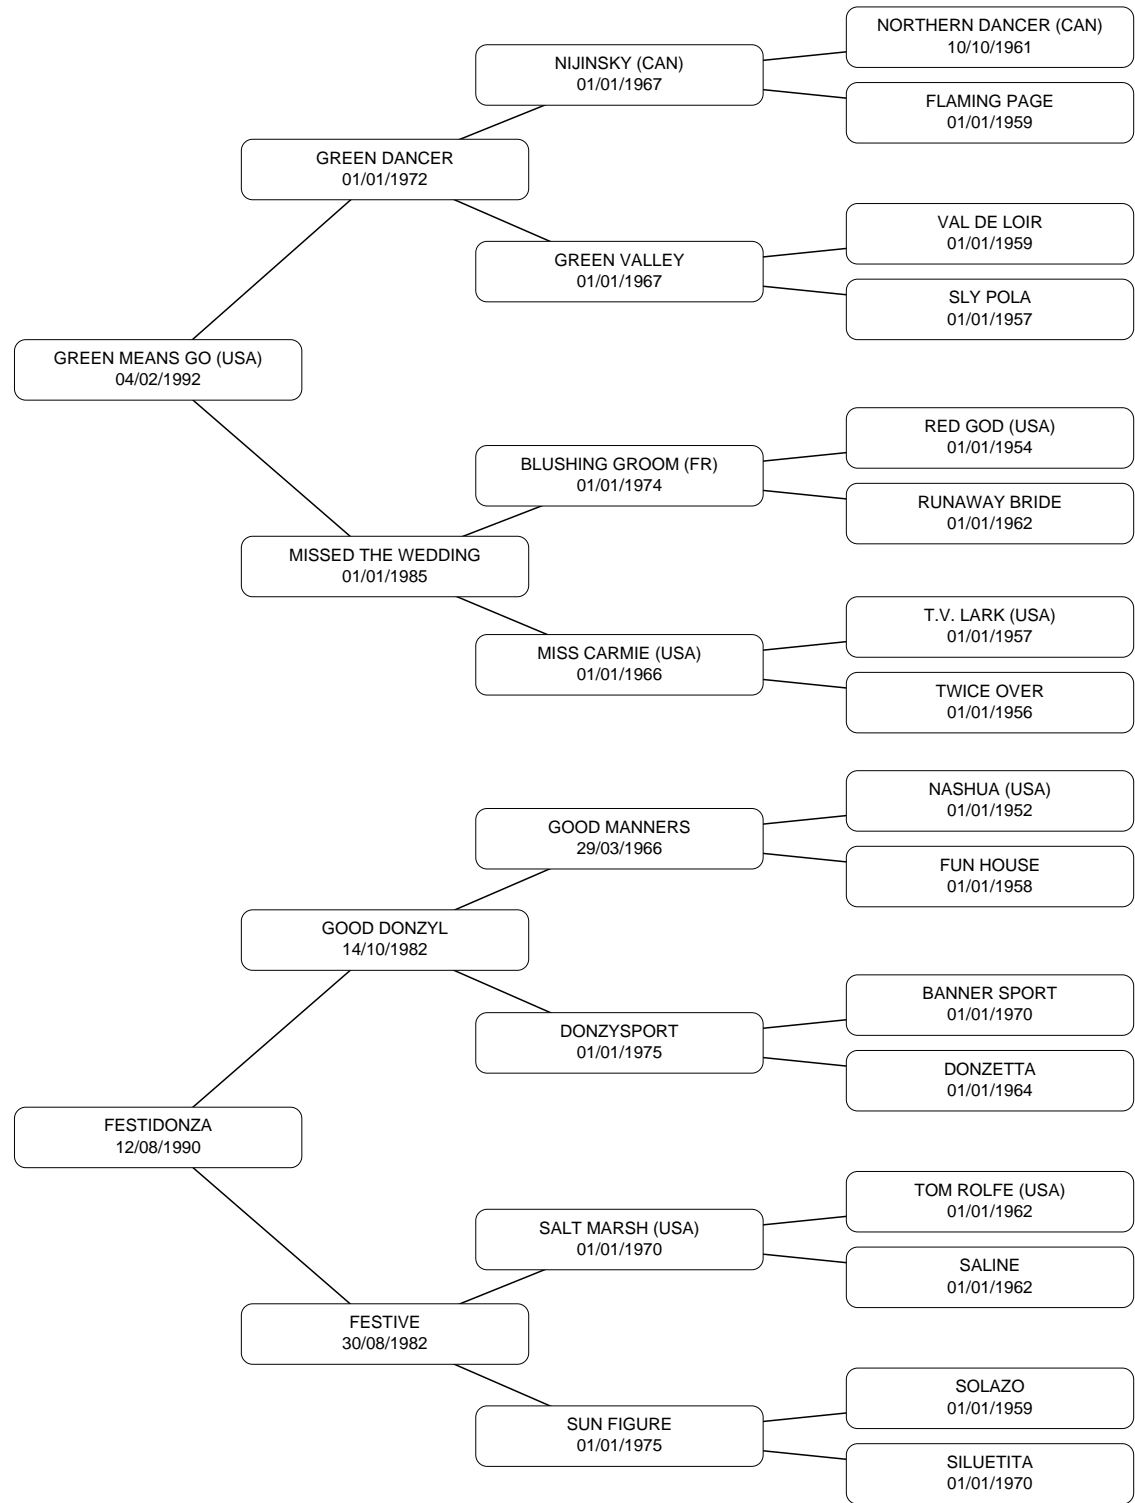 NORTHERN DANCER (CAN)
10/10/1961
NIJINSKY (CAN)
01/01/1967
FLAMING PAGE
01/01/1959
GREEN DANCER
01/01/1972
VAL DE LOIR
01/01/1959
GREEN VALLEY
01/01/1967
SLY POLA
01/01/1957
GREEN MEANS GO (USA)
04/02/1992
RED GOD (USA)
01/01/1954
BLUSHING GROOM (FR)
01/01/1974
RUNAWAY BRIDE
01/01/1962
MISSED THE WEDDING
01/01/1985
T.V. LARK (USA)
01/01/1957
MISS CARMIE (USA)
01/01/1966
TWICE OVER
01/01/1956
NASHUA (USA)
01/01/1952
GOOD MANNERS
29/03/1966
FUN HOUSE
01/01/1958
GOOD DONZYL
14/10/1982
BANNER SPORT
01/01/1970
DONZYSPORT
01/01/1975
DONZETTA
01/01/1964
FESTIDONZA
12/08/1990
TOM ROLFE (USA)
01/01/1962
SALT MARSH (USA)
01/01/1970
SALINE
01/01/1962
FESTIVE
30/08/1982
SOLAZO
01/01/1959
SUN FIGURE
01/01/1975
SILUETITA
01/01/1970